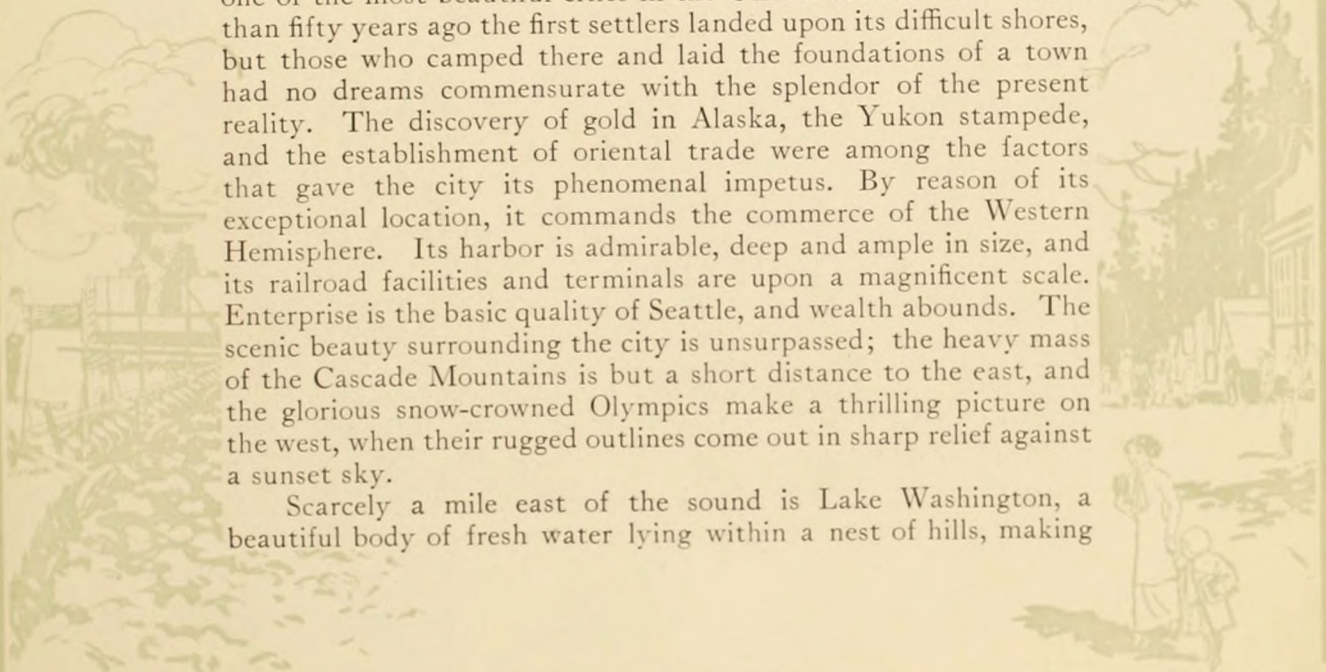 one of the most beautiful cities in the
than fifty years ago the first settlers landed upon its difficult shores,
but those who camped there and laid the foundations of a town
had no dreams commensurate with the splendor of the present
reality. The discovery of gold in Alaska, the Yukon stampede,
and the establishment of oriental trade were among the factors
that gave the city its phenomenal impetus. By reason of its
exceptional location, it commands the commerce of the Western
Hemisphere. Its harbor is admirable, deep and ample in size, and
its railroad facilities and terminals are upon a magnificent scale.
Enterprise is the basic quality of Seattle, and wealth abounds. The
scenic beauty surrounding the city is unsurpassed; the heavy mass
of the Cascade Mountains is but a short distance to the east, and
the glorious snow-crowned Olympics make a thrilling picture on
the west, when their rugged outlines come out in sharp relief against
a sunset sky.
Scarcely a mile east of the sound is Lake Washington, a
beautiful body of fresh water lying within a nest of hills, making